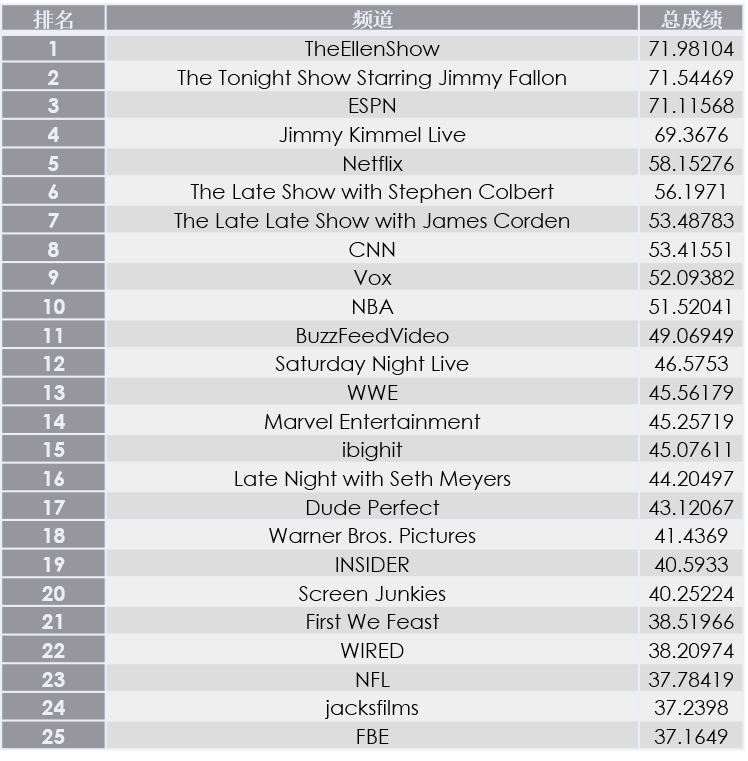 排名 频道 总成绩
1 TheEllenShow 71.98104
2 The Tonight Show Starring Jimmy Fallon 71.54469
3 ESPN 71.11568
4 Jimmy Kimmel Live 69.3676
5 Netflix 58.15276
6 The Late Show with Stephen Colbert 56.1971
7 The Late Late Show with James Corden 53.48783
8 CNN 53.41551
9 Vox 52.09382
10 NBA 51.52041
11 BuzzFeedVideo 49.06949
12 Saturday Night Live 46.5753
13 WWE 45.56179
14 Marvel Entertainment 45.25719
15 ibighit 45.07611
16 Late Night with Seth Meyers 44.20497
17 Dude Perfect 43.12067
18 Warner Bros. Pictures 41.4369
19 INSIDER 40.5933
20 Screen Junkies 40.25224
21 First We Feast 38.51966
22 WIRED 38.20974
23 NFL 37.78419
24 jacksfilms 37.2398
25 FBE 37.1649